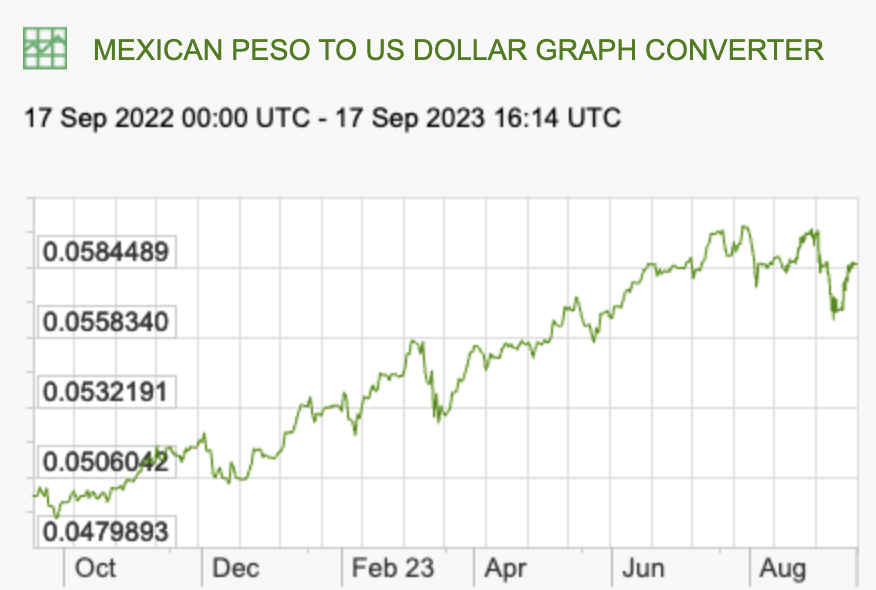 MEXICAN PESO TO US DOLLAR GRAPH CONVERTER
17 Sep 2022 00:00 UTC - 17 Sep 2023 16:14 UTC
0.0584489
0.0558340
0.0532191
0.0506042
0.0479893
Oct Dec Feb 23 Apr Jun Aug